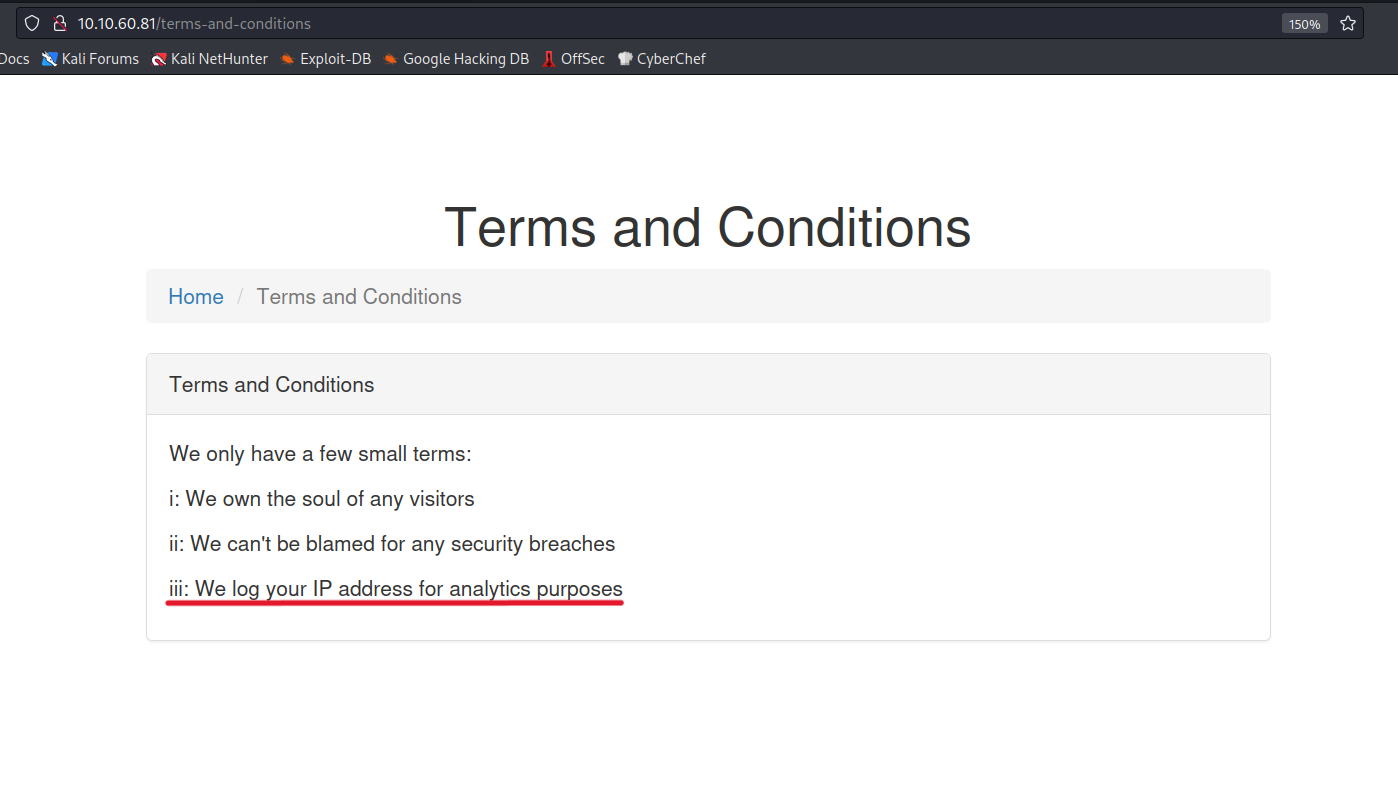 10.10.60.81/terms-and-conditions 150%
Docs Kali Forums Kali NetHunter Exploit-DB Google Hacking DB OffSec CyberChef
Terms and Conditions
Home / Terms and Conditions
Terms and Conditions
We only have a few small terms:
i: We own the soul of any visitors
ii: We can't be blamed for any security breaches
iii: We log your IP address for analytics purposes